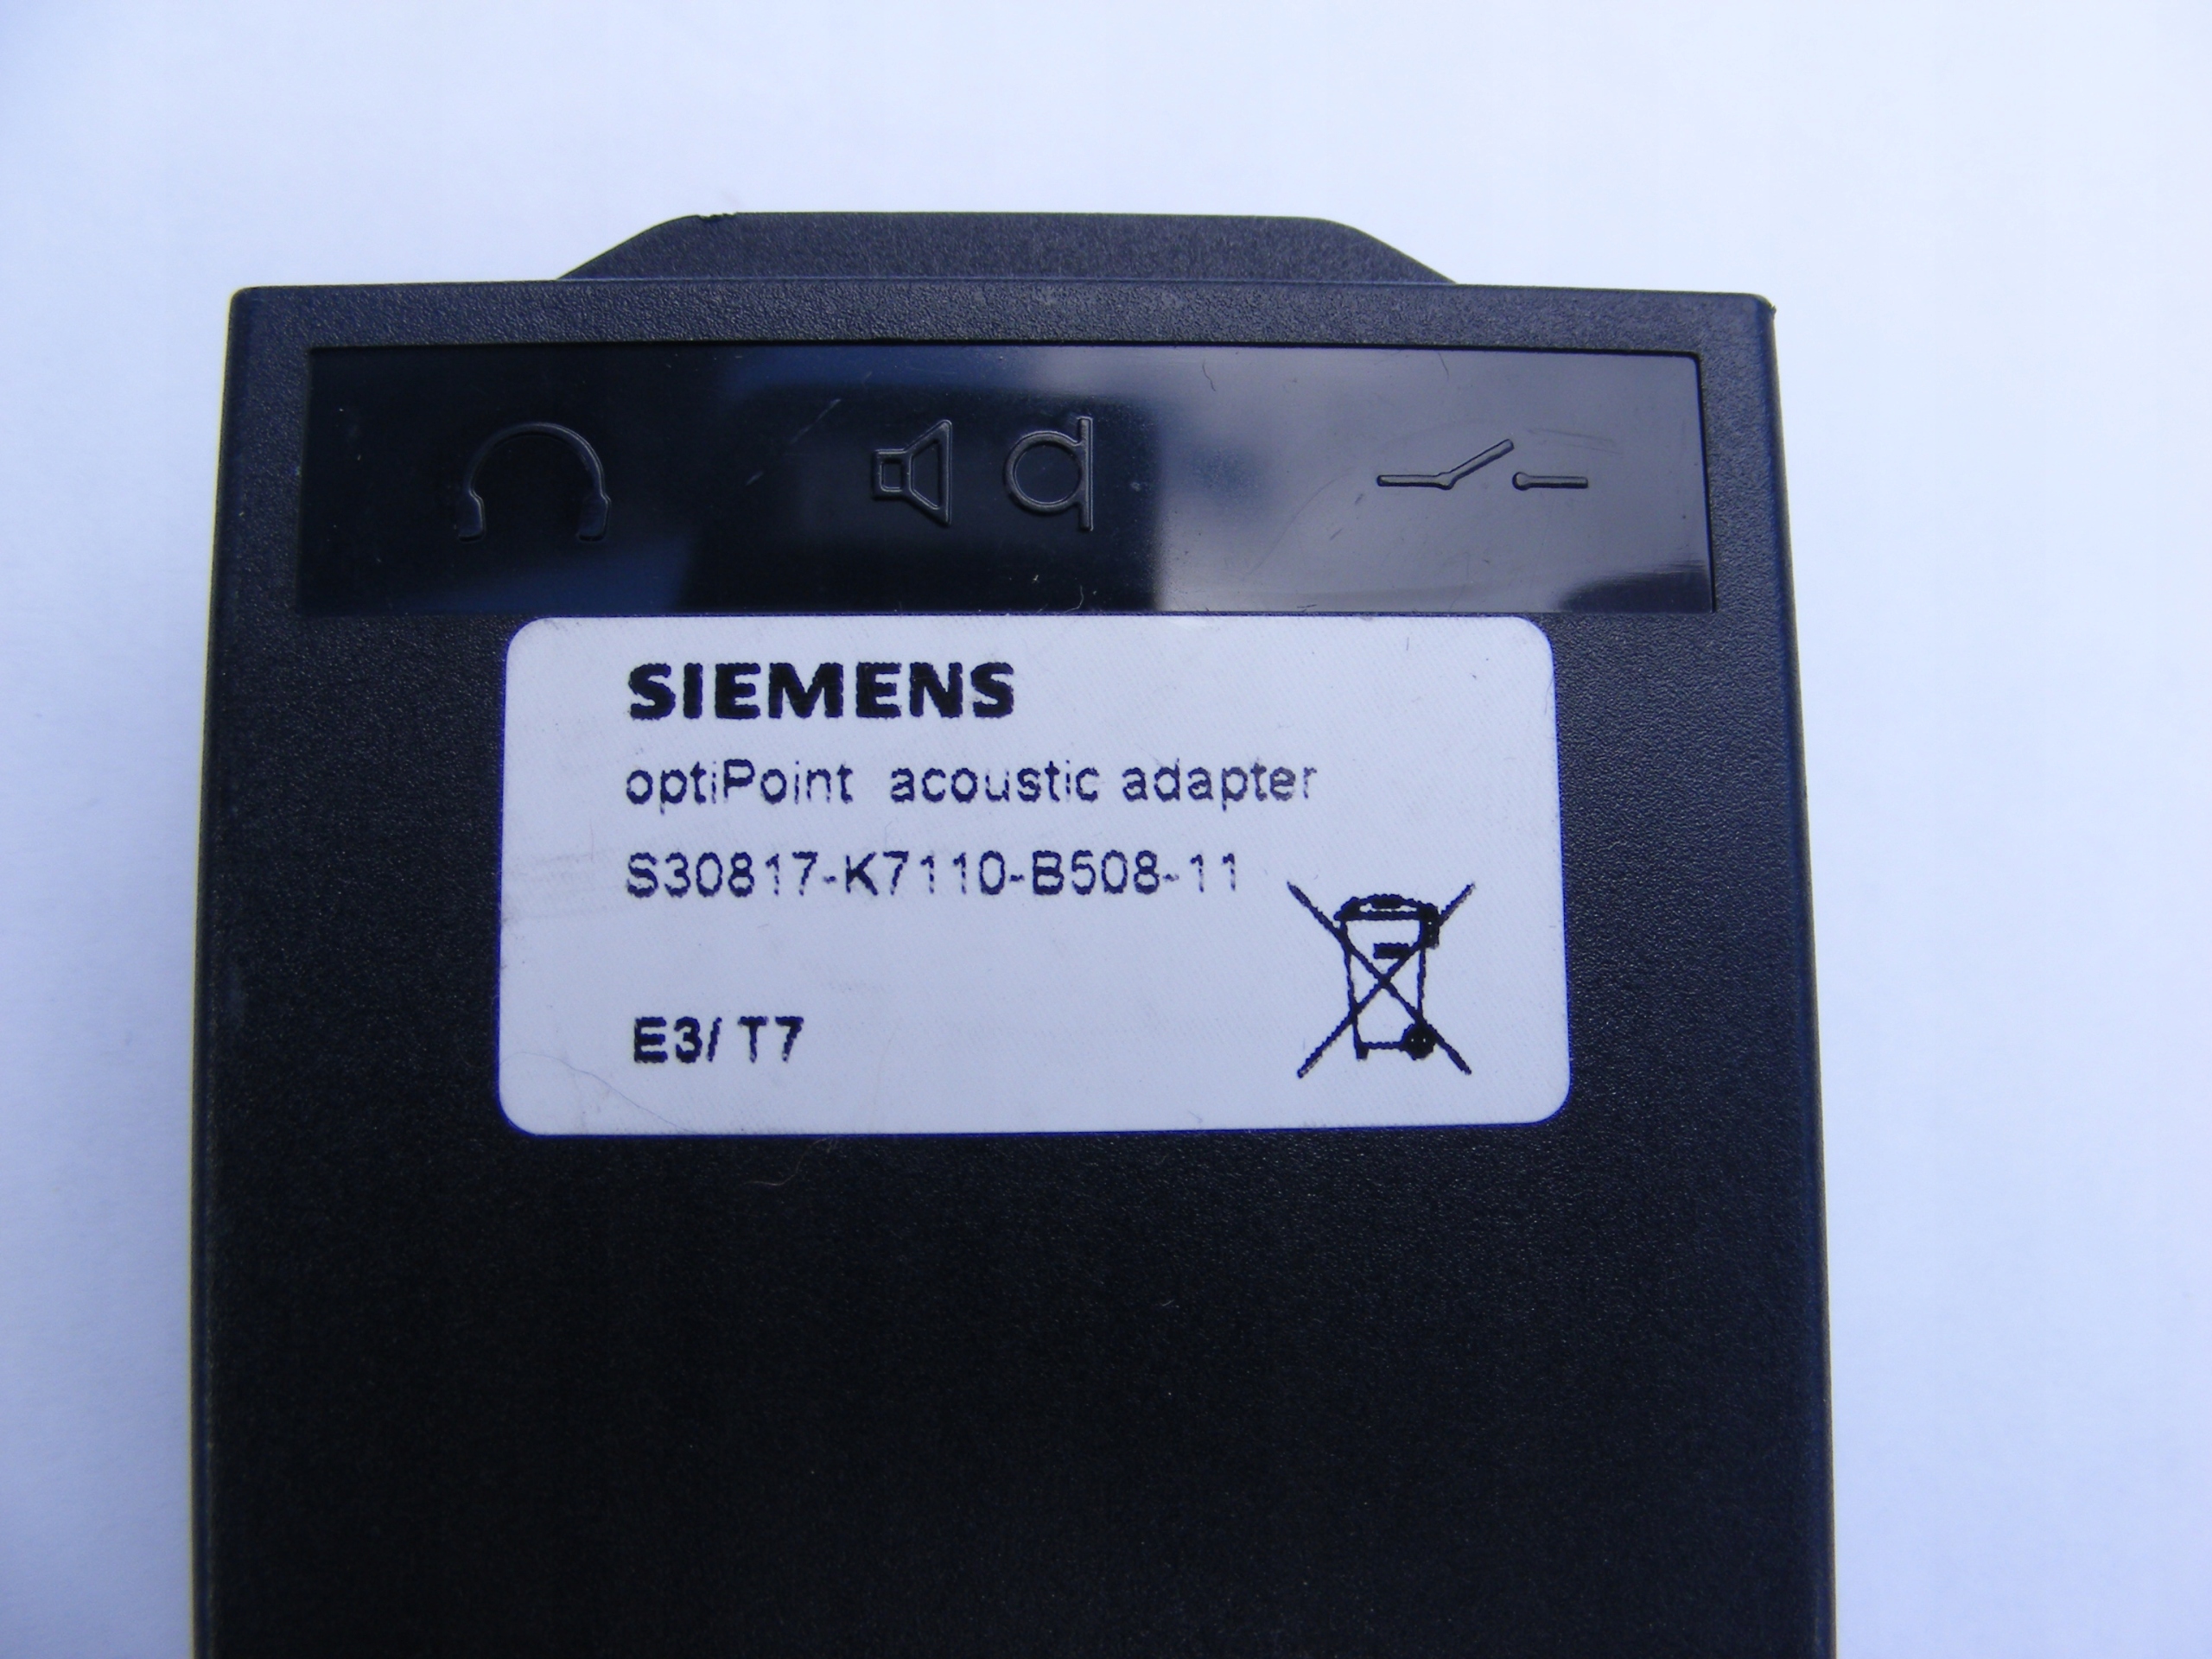 SIEMENS
optiPoint acoustic adapter
S30817-K7110-B508-11
E3/ T7